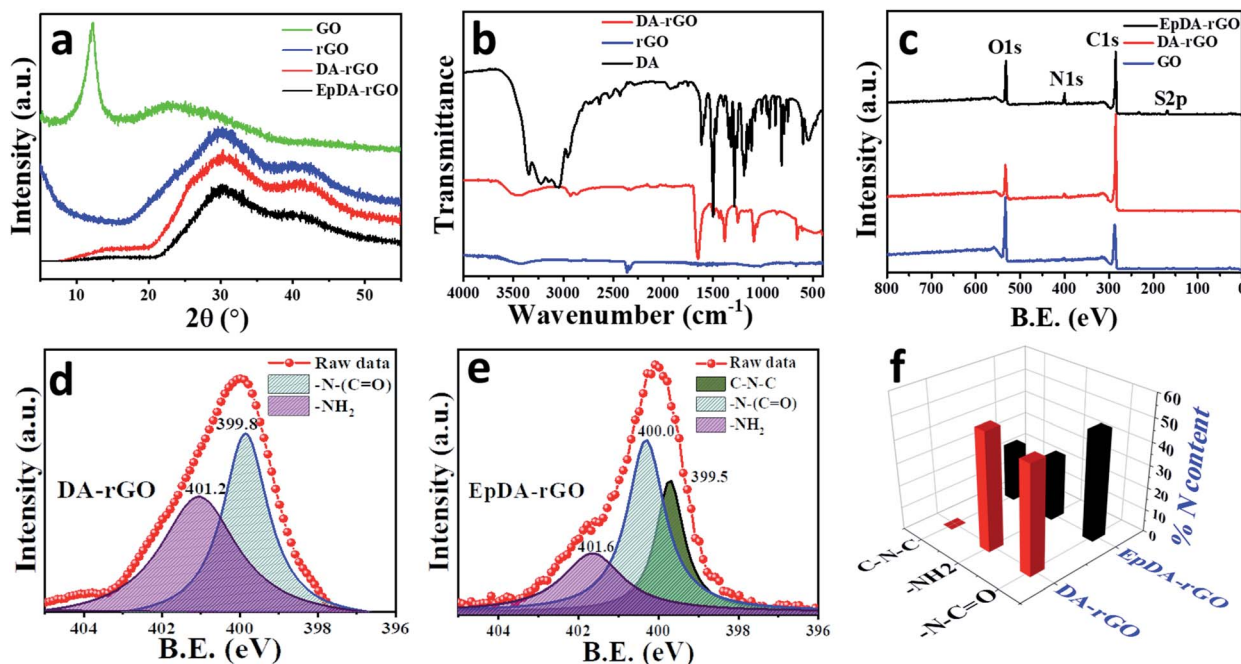 a
GO
rGO
DA-rGO
EpDA-rGO
Intensity (a.u.)
10 20 30 40 50
2θ (°)
b
DA-rGO
rGO
DA
Transmittance
4000 3500 3000 2500 2000 1500 1000 500
Wavenumber (cm-1)
c
EpDA-rGO
DA-rGO
GO
O1s
N1s
C1s
S2p
Intensity (a.u.)
800 700 600 500 400 300 200 100 0
B.E. (eV)
d
Raw data
-N-(C=O)
-NH2
399.8
401.2
DA-rGO
Intensity (a.u.)
404 402 400 398 396
B.E. (eV)
e
Raw data
C-N-C
-N-(C=O)
-NH2
400.0
399.5
401.6
EpDA-rGO
Intensity (a.u.)
404 402 400 398 396
B.E. (eV)
f
60
50
40
30
20
10
0
% N content
C-N-C
-NH2
-N-C=O
DA-rGO
EpDA-rGO